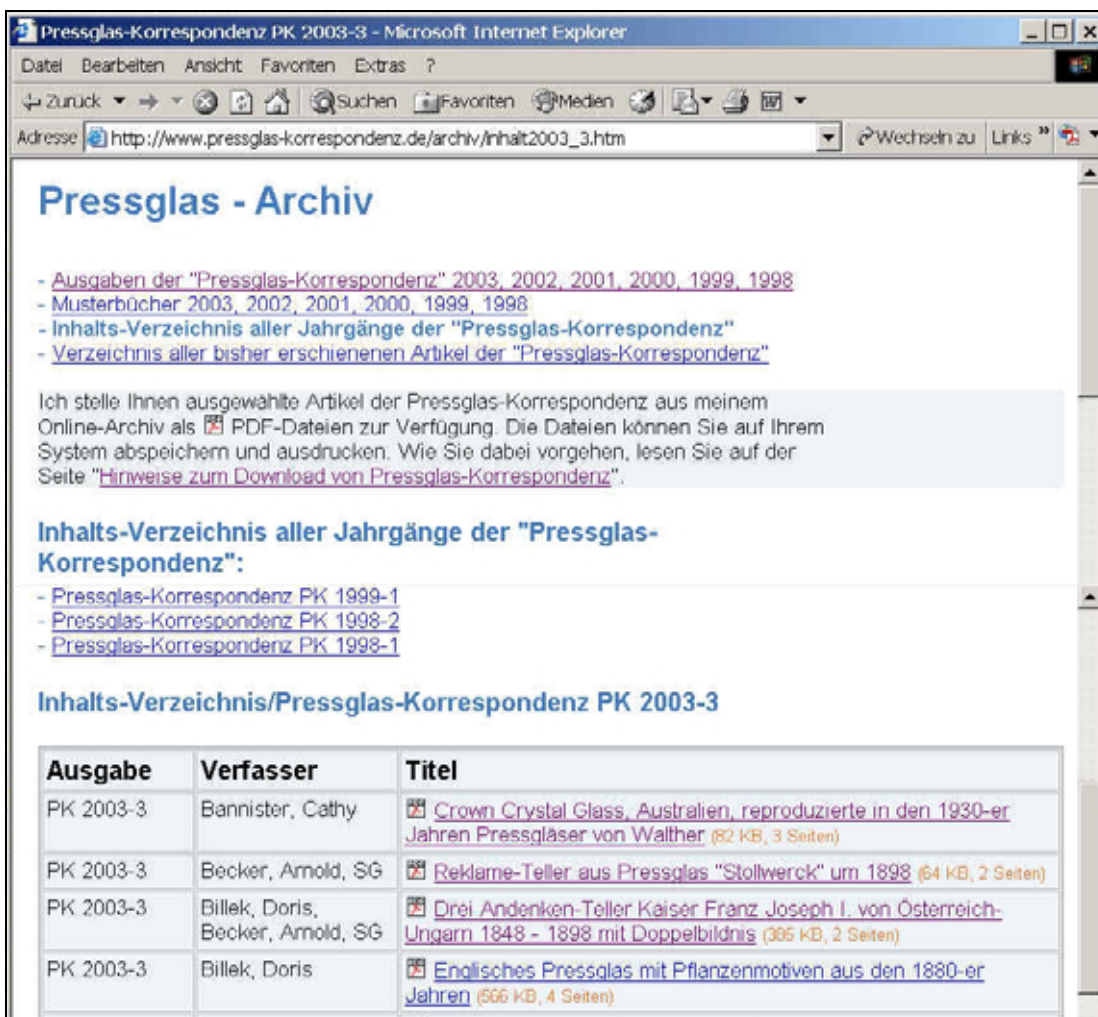 Pressglas-Korrespondenz PK 2003-3 - Microsoft Internet Explorer
Datei Bearbeiten Ansicht Favoriten Extras ?
Zurück Suchen Favoriten Medien
Adresse http://www.pressglas-korrespondenz.de/archiv/inhalt2003_3.htm Wechseln zu Links »
Pressglas - Archiv
- Ausgaben der "Pressglas-Korrespondenz" 2003, 2002, 2001, 2000, 1999, 1998
- Musterbücher 2003, 2002, 2001, 2000, 1999, 1998
- Inhalts-Verzeichnis aller Jahrgänge der "Pressglas-Korrespondenz"
- Verzeichnis aller bisher erschienenen Artikel der "Pressglas-Korrespondenz"
Ich stelle Ihnen ausgewählte Artikel der Pressglas-Korrespondenz aus meinem
Online-Archiv als PDF-Dateien zur Verfügung. Die Dateien können Sie auf Ihrem
System abspeichern und ausdrucken. Wie Sie dabei vorgehen, lesen Sie auf der
Seite "Hinweise zum Download von Pressglas-Korrespondenz".
Inhalts-Verzeichnis aller Jahrgänge der "Pressglas-
Korrespondenz":
- Pressglas-Korrespondenz PK 1999-1
- Pressglas-Korrespondenz PK 1998-2
- Pressglas-Korrespondenz PK 1998-1
Inhalts-Verzeichnis/Pressglas-Korrespondenz PK 2003-3
Ausgabe Verfasser Titel
PK 2003-3 Bannister, Cathy Crown Crystal Glass, Australien, reproduzierte in den 1930-er
Jahren Pressgläser von Walther (82 KB, 3 Seiten)
PK 2003-3 Becker, Arnold, SG Reklame-Teller aus Pressglas "Stollwerck" um 1898 (64 KB, 2 Seiten)
PK 2003-3 Billek, Doris, Drei Andenken-Teller Kaiser Franz Joseph I. von Österreich-
Becker, Arnold, SG Ungarn 1848 - 1898 mit Doppelbildnis (385 KB, 2 Seiten)
PK 2003-3 Billek, Doris Englisches Pressglas mit Pflanzenmotiven aus den 1880-er
Jahren (566 KB, 4 Seiten)